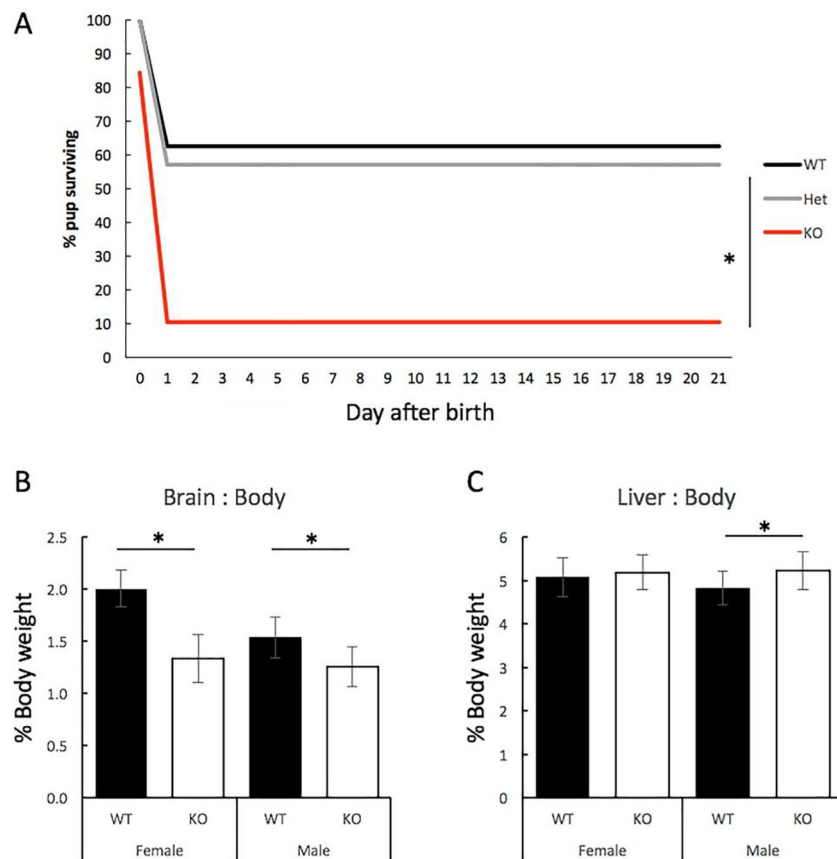 A
100
90
80
70
60
50
40
30
20
10
0
% pup surviving
0 1 2 3 4 5 6 7 8 9 10 11 12 13 14 15 16 17 18 19 20 21
Day after birth
WT
Het
KO
*
B
Brain : Body
2.5
2.0
1.5
1.0
0.5
0.0
% Body weight
* *
WT KO WT KO
Female Male
C
Liver : Body
6
5
4
3
2
1
0
% Body weight
*
WT KO WT KO
Female Male